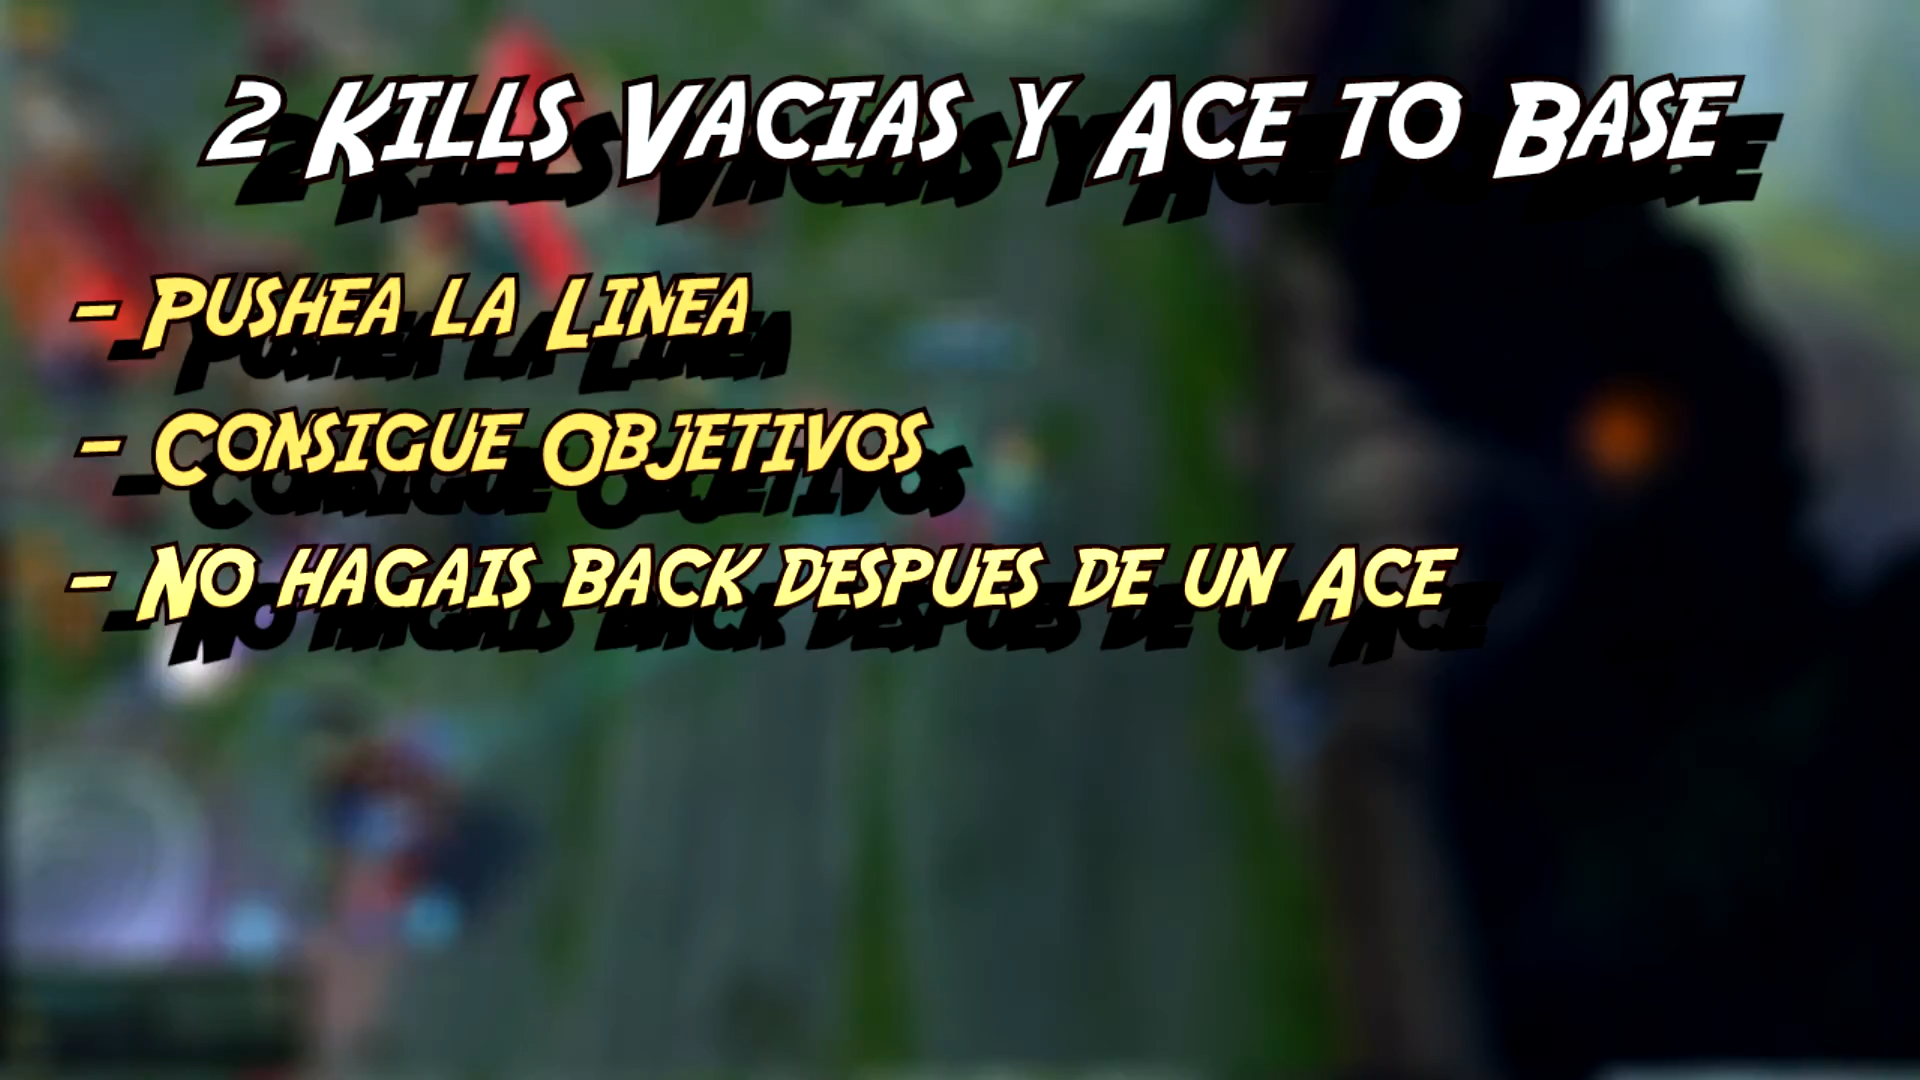 2 Kills Vacias y Ace to Base
- Pushea la Linea
- Consigue Objetivos
- No hagais back despues de un Ace